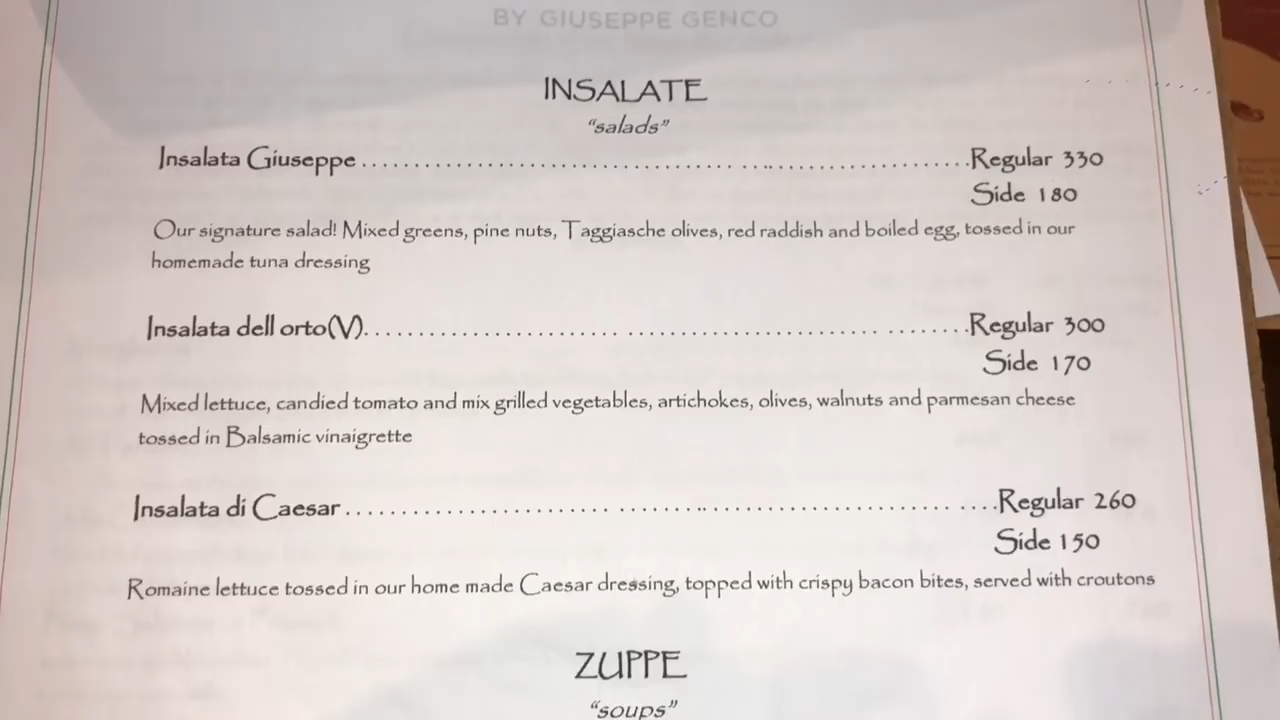 BY GIUSEPPE GENCO
INSALATE
“salads”
Insalata Giuseppe........................................................Regular 330
Side 180
Our signature salad! Mixed greens, pine nuts, Taggiasche olives, red raddish and boiled egg, tossed in our
homemade tuna dressing
Insalata dell orto(V)........................................................Regular 300
Side 170
Mixed lettuce, candied tomato and mix grilled vegetables, artichokes, olives, walnuts and parmesan cheese
tossed in Balsamic vinaigrette
Insalata di Caesar........................................................Regular 260
Side 150
Romaine lettuce tossed in our home made Caesar dressing, topped with crispy bacon bites, served with croutons
ZUPPE
“soups”